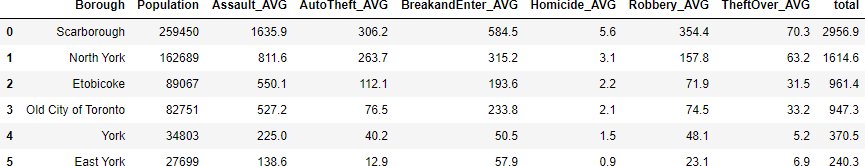 Borough Population Assault_AVG AutoTheft_AVG BreakandEnter_AVG Homicide_AVG Robbery_AVG TheftOver_AVG total
0 Scarborough 259450 1635.9 306.2 584.5 5.6 354.4 70.3 2956.9
1 North York 162689 811.6 263.7 315.2 3.1 157.8 63.2 1614.6
2 Etobicoke 89067 550.1 112.1 193.6 2.2 71.9 31.5 961.4
3 Old City of Toronto 82751 527.2 76.5 233.8 2.1 74.5 33.2 947.3
4 York 34803 225.0 40.2 50.5 1.5 48.1 5.2 370.5
5 East York 27699 138.6 12.9 57.9 0.9 23.1 6.9 240.3